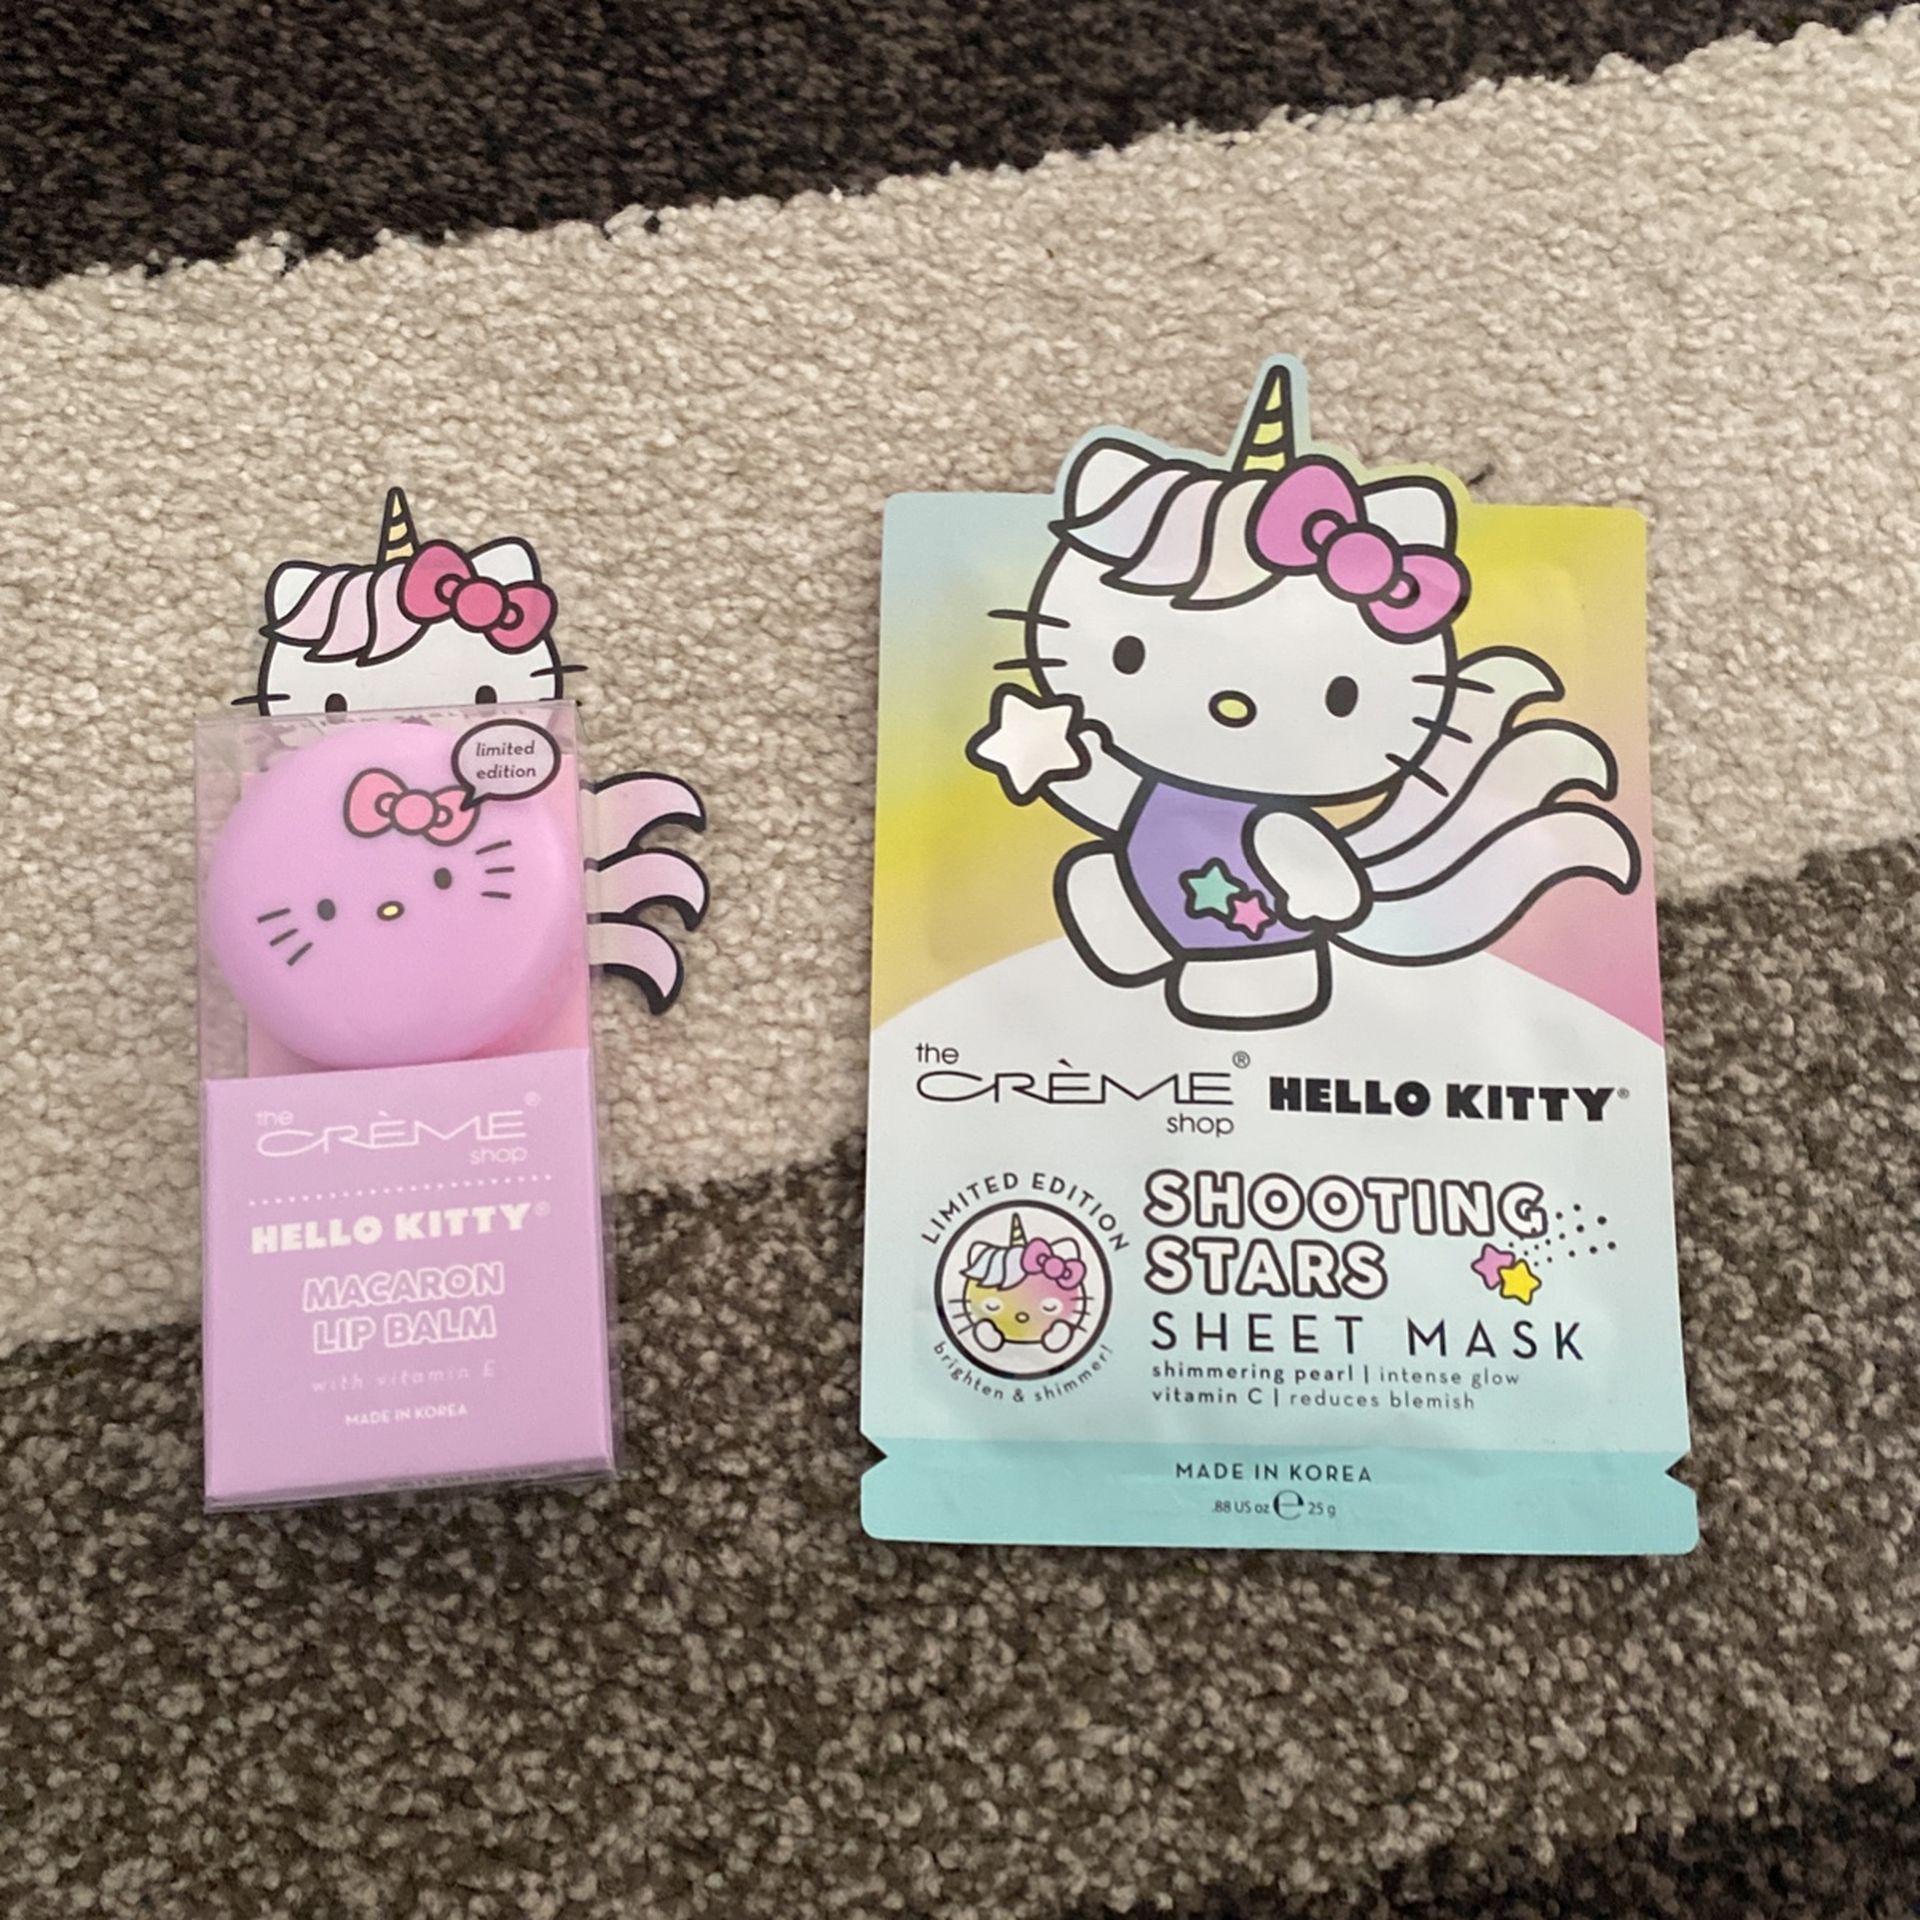 limited
edition
the
CRÈME®
shop
HELLO KITTY®
MACARON
LIP BALM
with vitamin E
MADE IN KOREA
the
CRÈME®
shop
HELLO KITTY®
LIMITED EDITION
brighten & shimmer!
SHOOTING
STARS
SHEET MASK
shimmering pearl | intense glow
vitamin C | reduces blemish
MADE IN KOREA
.88 US oz ℮ 25 g